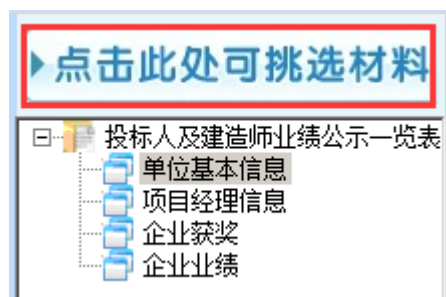 点击此处可挑选材料
投标人及建造师业绩公示一览表
单位基本信息
项目经理信息
企业获奖
企业业绩